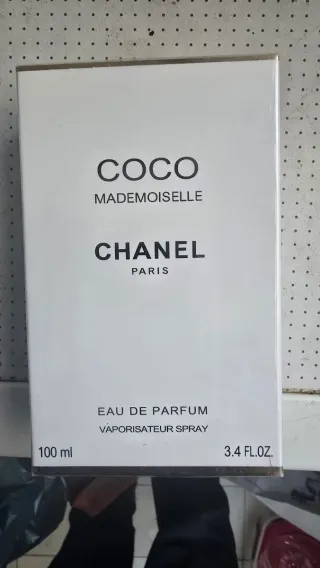 COCO
MADEMOISELLE
CHANEL
PARIS
EAU DE PARFUM
VAPORISATEUR SPRAY
100 ml 3.4 FL.OZ.